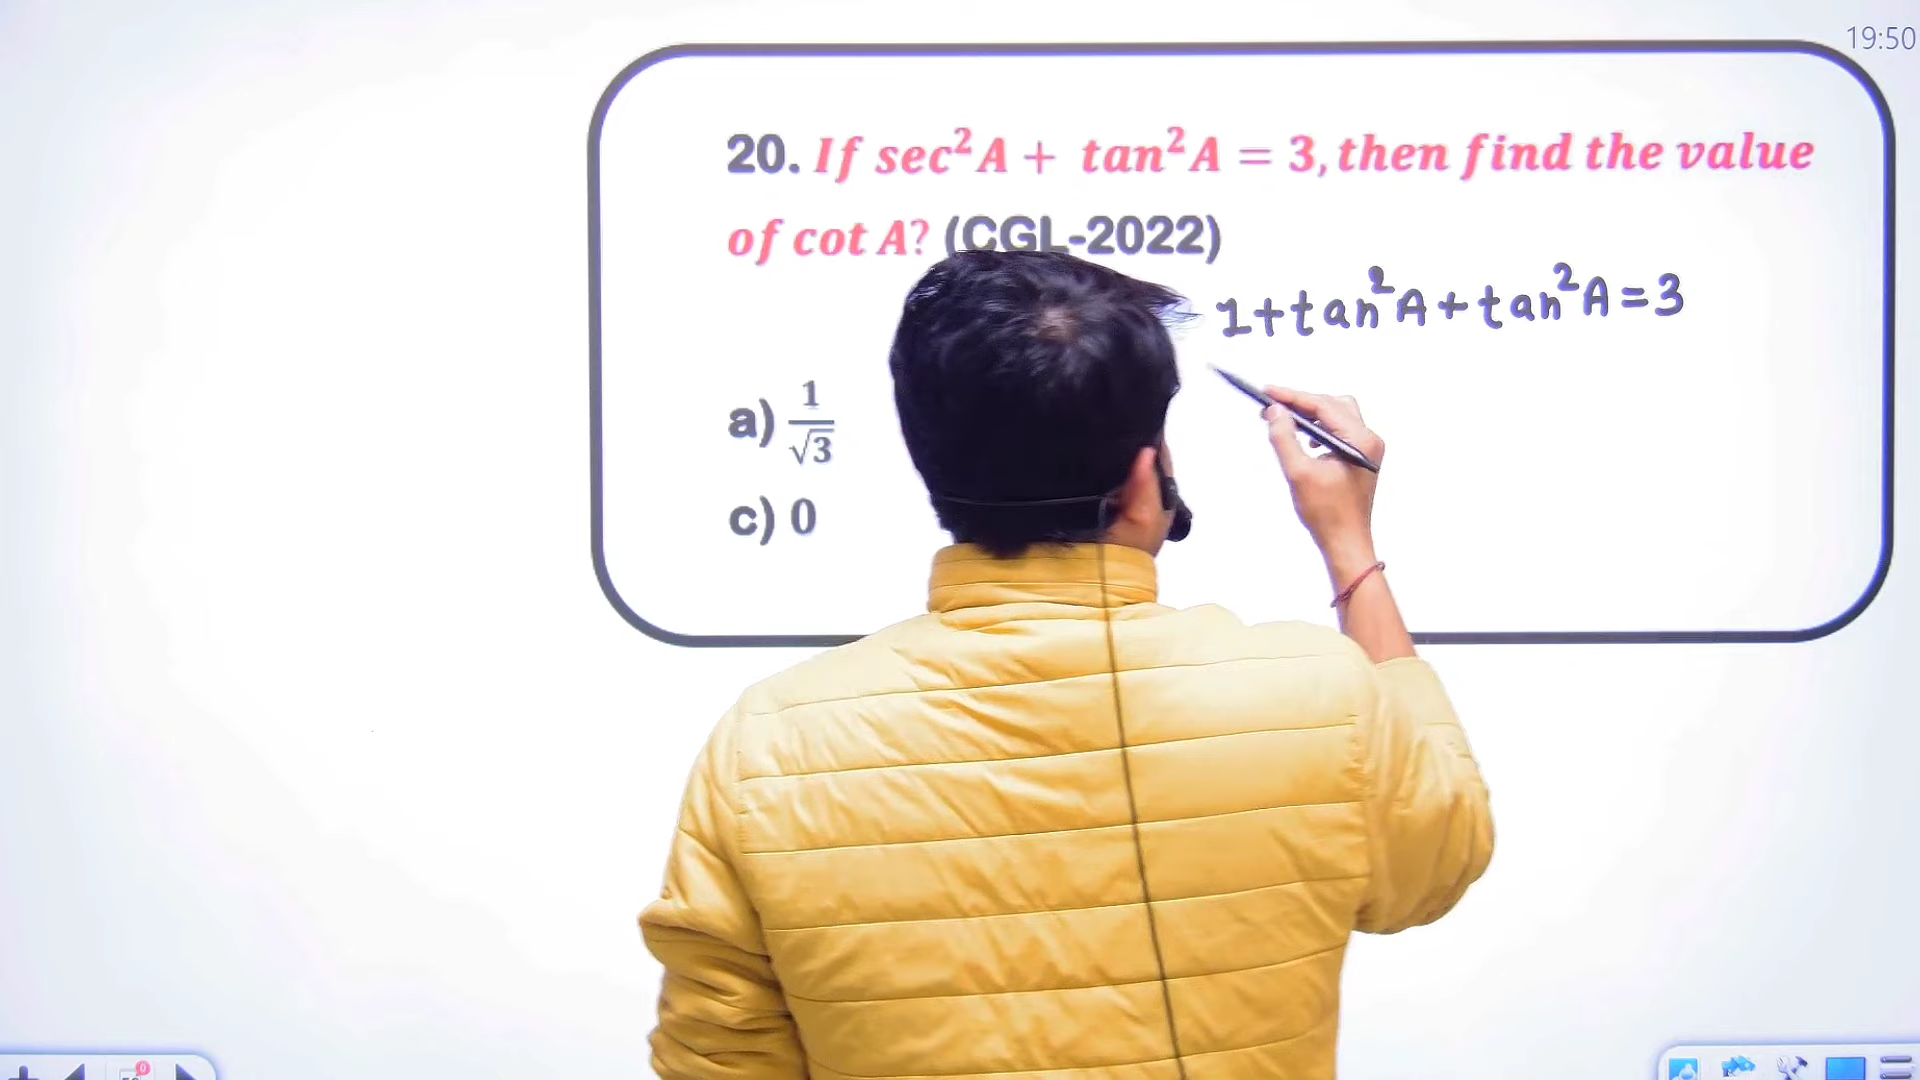 19:50
20. If sec²A + tan²A = 3, then find the value
of cot A? (CGL-2022)
1+tan²A+tan²A=3
a) 1/√3
c) 0